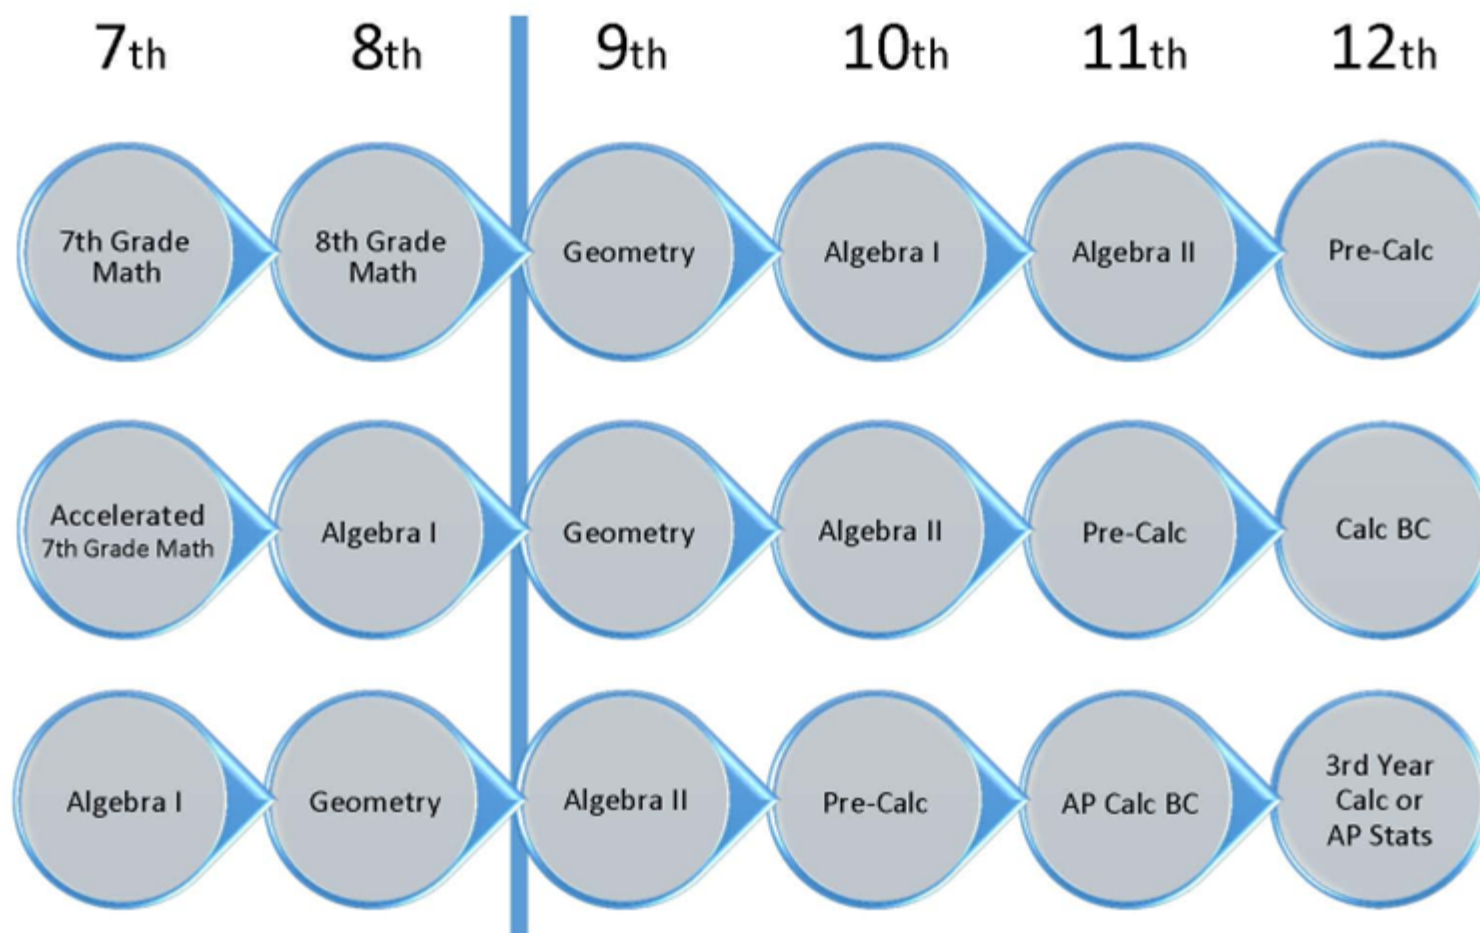 7th 8th 9th 10th 11th 12th
7th Grade
Math
8th Grade
Math
Geometry
Algebra I
Algebra II
Pre-Calc
Accelerated
7th Grade Math
Algebra I
Geometry
Algebra II
Pre-Calc
Calc BC
Algebra I
Geometry
Algebra II
Pre-Calc
AP Calc BC
3rd Year
Calc or
AP Stats